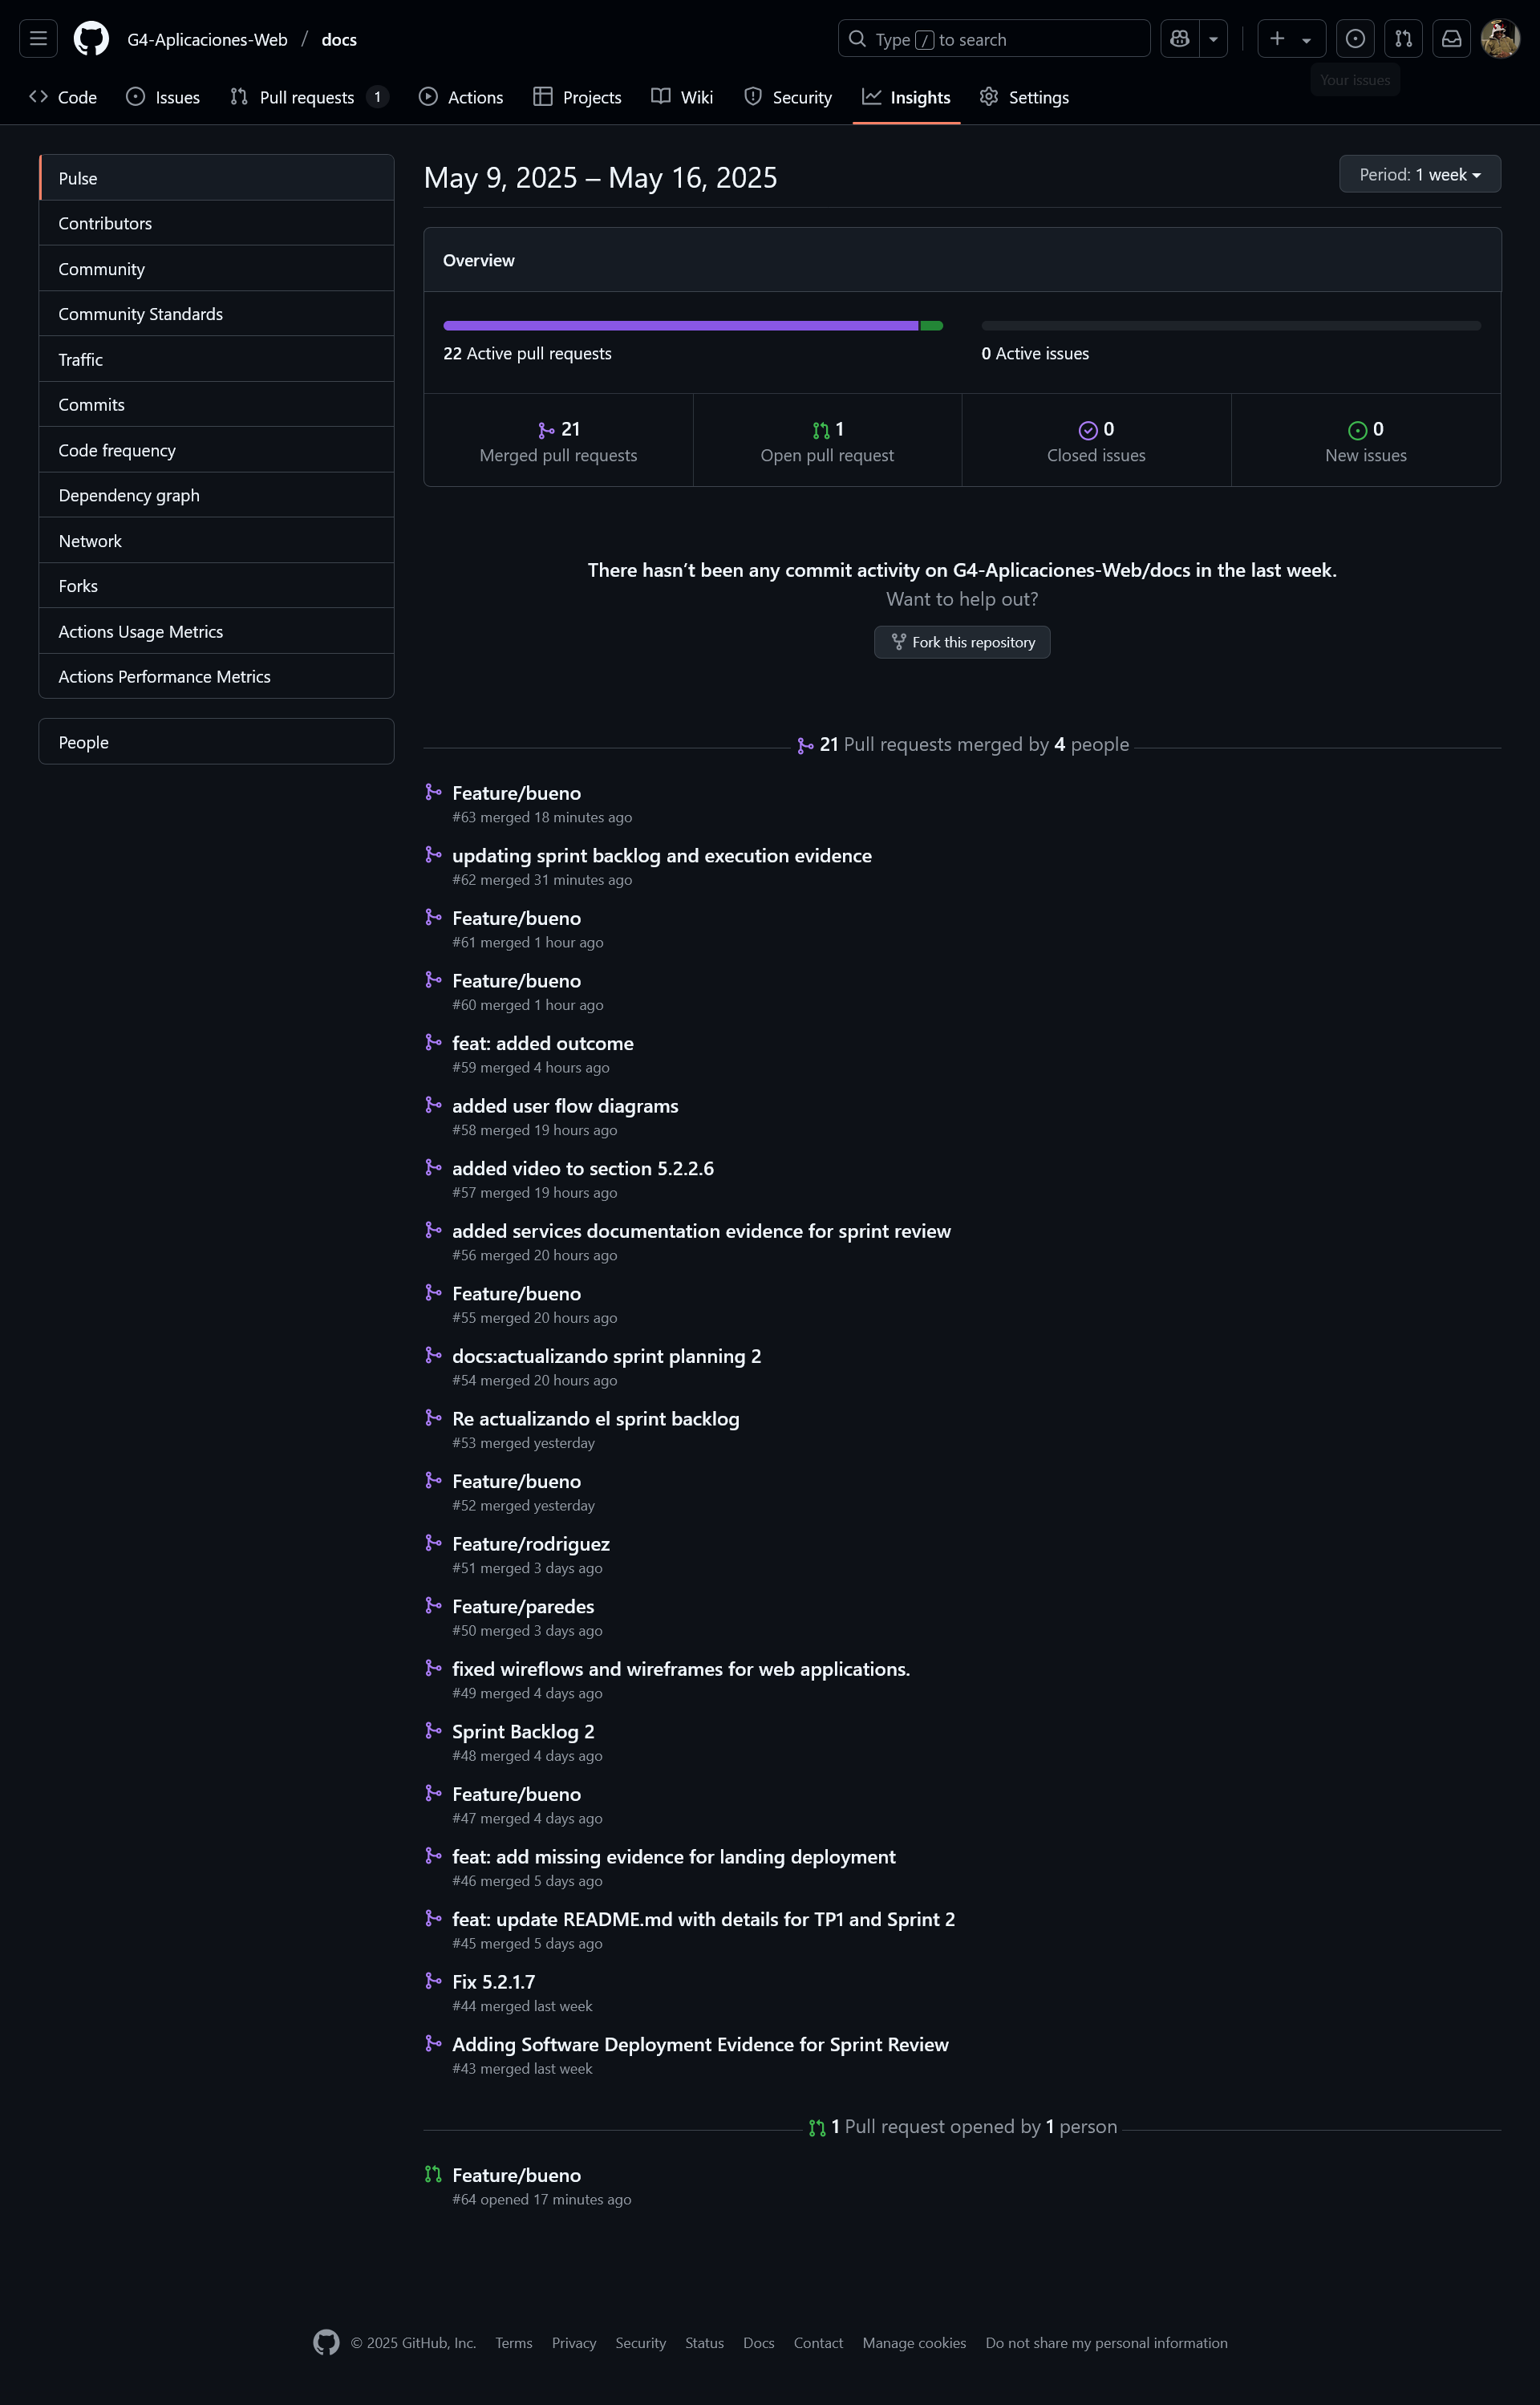 G4-Aplicaciones-Web / docs
Type / to search
Your issues
Code
Issues
Pull requests 1
Actions
Projects
Wiki
Security
Insights
Settings
Pulse
Contributors
Community
Community Standards
Traffic
Commits
Code frequency
Dependency graph
Network
Forks
Actions Usage Metrics
Actions Performance Metrics
People
May 9, 2025 – May 16, 2025
Period: 1 week
Overview
22 Active pull requests
0 Active issues
21
Merged pull requests
1
Open pull request
0
Closed issues
0
New issues
There hasn’t been any commit activity on G4-Aplicaciones-Web/docs in the last week.
Want to help out?
Fork this repository
21 Pull requests merged by 4 people
Feature/bueno
#63 merged 18 minutes ago
updating sprint backlog and execution evidence
#62 merged 31 minutes ago
Feature/bueno
#61 merged 1 hour ago
Feature/bueno
#60 merged 1 hour ago
feat: added outcome
#59 merged 4 hours ago
added user flow diagrams
#58 merged 19 hours ago
added video to section 5.2.2.6
#57 merged 19 hours ago
added services documentation evidence for sprint review
#56 merged 20 hours ago
Feature/bueno
#55 merged 20 hours ago
docs:actualizando sprint planning 2
#54 merged 20 hours ago
Re actualizando el sprint backlog
#53 merged yesterday
Feature/bueno
#52 merged yesterday
Feature/rodriguez
#51 merged 3 days ago
Feature/paredes
#50 merged 3 days ago
fixed wireflows and wireframes for web applications.
#49 merged 4 days ago
Sprint Backlog 2
#48 merged 4 days ago
Feature/bueno
#47 merged 4 days ago
feat: add missing evidence for landing deployment
#46 merged 5 days ago
feat: update README.md with details for TP1 and Sprint 2
#45 merged 5 days ago
Fix 5.2.1.7
#44 merged last week
Adding Software Deployment Evidence for Sprint Review
#43 merged last week
1 Pull request opened by 1 person
Feature/bueno
#64 opened 17 minutes ago
© 2025 GitHub, Inc.
Terms
Privacy
Security
Status
Docs
Contact
Manage cookies
Do not share my personal information